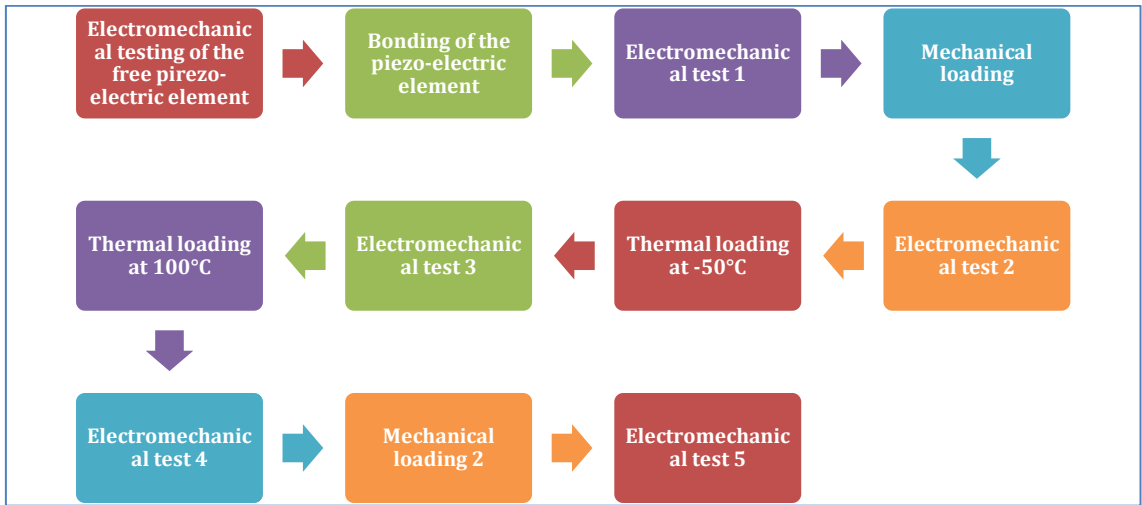 Electromechanic
al testing of the
free pirezo-
electric element
Bonding of the
piezo-electric
element
Electromechanic
al test 1
Mechanical
loading
Electromechanic
al test 2
Thermal loading
at -50°C
Electromechanic
al test 3
Thermal loading
at 100°C
Electromechanic
al test 4
Mechanical
loading 2
Electromechanic
al test 5